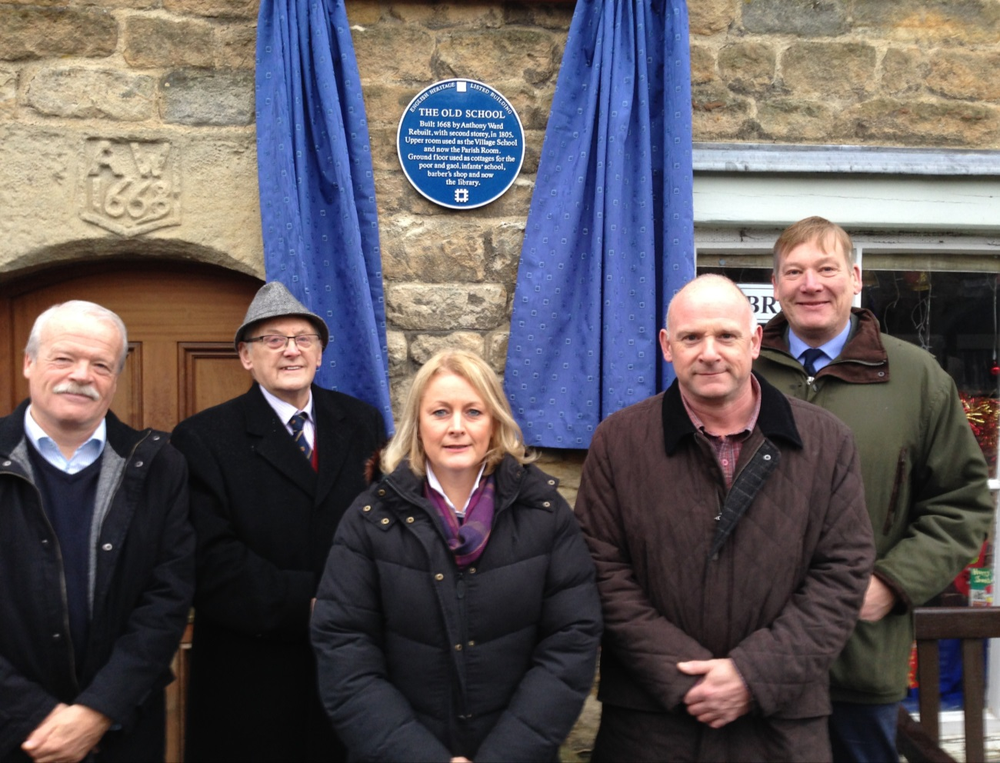 ENGLISH HERITAGE LISTED BUILDING
THE OLD SCHOOL
Built 1668 by Anthony Ward
Rebuilt, with second storey, in 1805.
Upper room used as the Village School
and now the Parish Room.
Ground floor used as cottages for the
poor and gaol, infants' school,
barber's shop and now
the library.
1668
BR